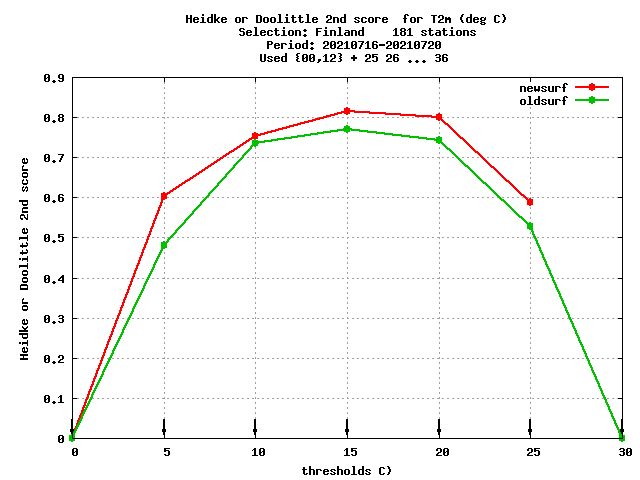 Heidke or Doolittle 2nd score  for T2m (deg C)
Selection: Finland    181 stations
Period: 20210716-20210720
Used {00,12} + 25 26 ... 36
newsurf
oldsurf
Heidke or Doolittle 2nd score
0.9
0.8
0.7
0.6
0.5
0.4
0.3
0.2
0.1
0
0 5 10 15 20 25 30
thresholds C)